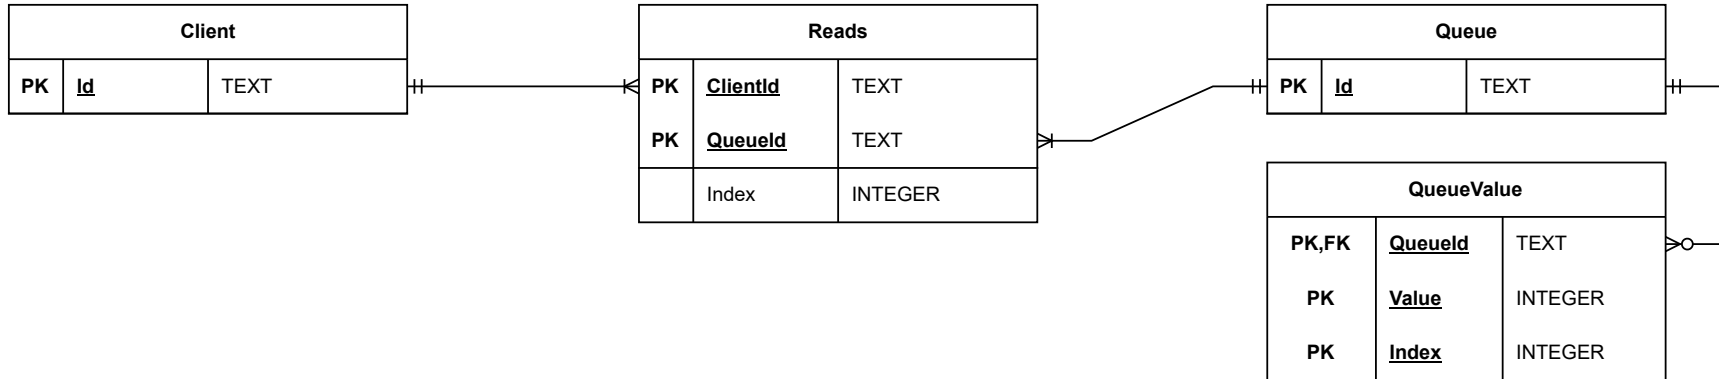 Client
PK Id TEXT
Reads
PK ClientId TEXT
PK QueueId TEXT
Index INTEGER
Queue
PK Id TEXT
QueueValue
PK,FK QueueId TEXT
PK Value INTEGER
PK Index INTEGER